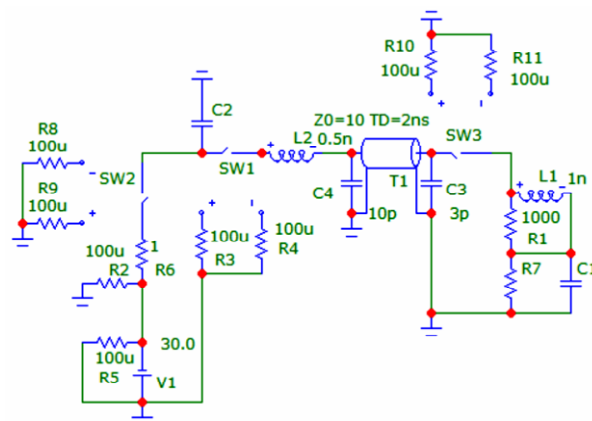 R10
100u
R11
100u
+
-
C2
Z0=10 TD=2ns
R8
100u
-
SW2
R9
100u
+
SW1
+
L2
-
0.5n
SW3
T1
C4
10p
C3
3p
+
L1
-
1n
1000
R1
R7
C1
+
-
100u
R3
100u
R4
100u
1
R2
R6
30.0
100u
R5
V1